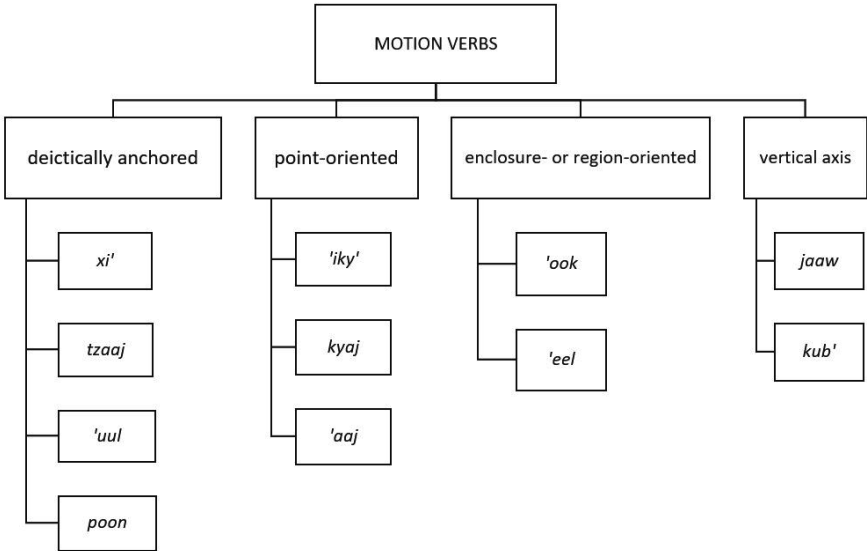 MOTION VERBS
deictically anchored
point-oriented
enclosure- or region-oriented
vertical axis
xi'
tzaaj
'uul
poon
'iky'
kyaj
'aaj
'ook
'eel
jaaw
kub'